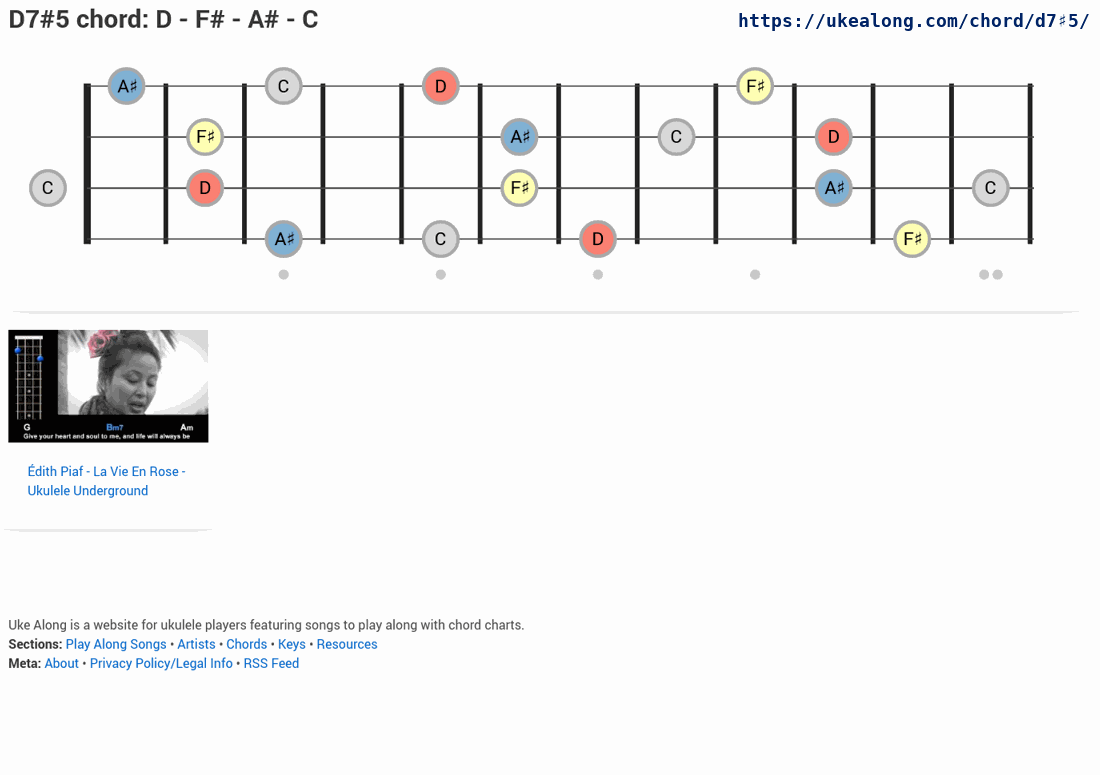 D7#5 chord: D - F# - A# - C
https://ukealong.com/chord/d7♯5/
A♯ C D F♯
F♯ A♯ C D
C D F♯ A♯ C
A♯ C D F♯
G Bm7 Am
Give your heart and soul to me, and life will always be
Édith Piaf - La Vie En Rose -
Ukulele Underground
Uke Along is a website for ukulele players featuring songs to play along with chord charts.
Sections: Play Along Songs • Artists • Chords • Keys • Resources
Meta: About • Privacy Policy/Legal Info • RSS Feed